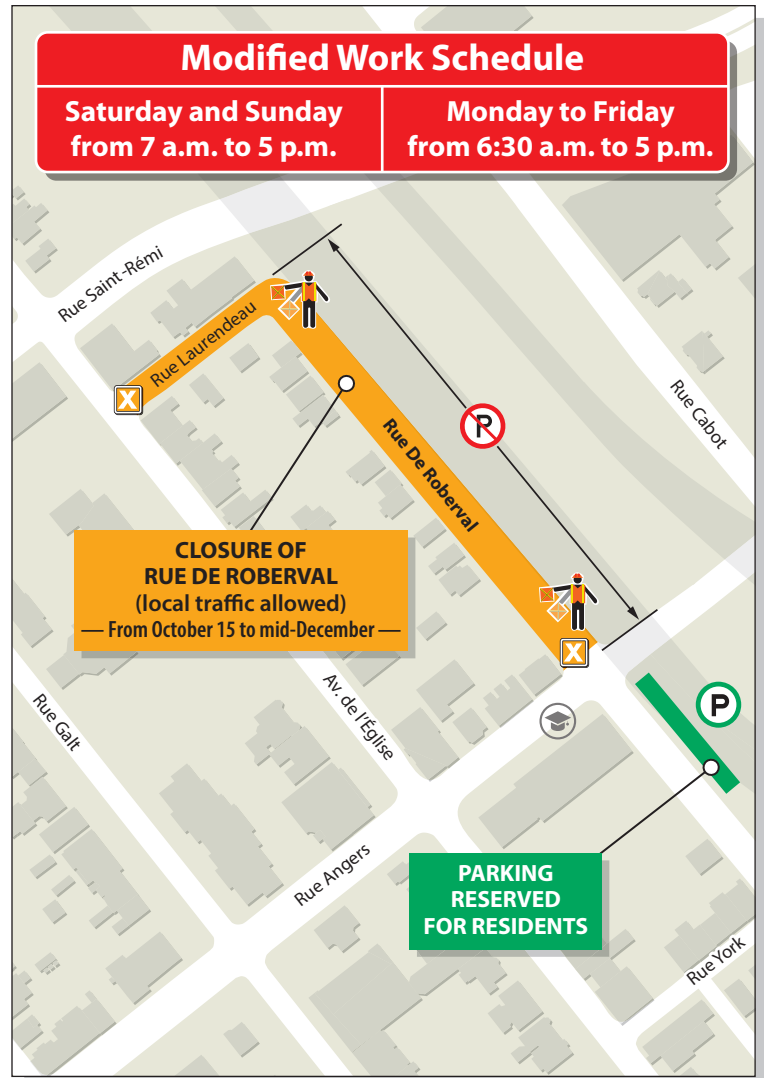 Modified Work Schedule
Saturday and Sunday
from 7 a.m. to 5 p.m.
Monday to Friday
from 6:30 a.m. to 5 p.m.
Rue Saint-Rémi
Rue Laurendeau
X
P
Rue Cabot
Rue De Roberval
CLOSURE OF
RUE DE ROBERVAL
(local traffic allowed)
— From October 15 to mid-December —
X
P
Rue Galt
Av. de l'Église
Rue Angers
PARKING
RESERVED
FOR RESIDENTS
Rue York